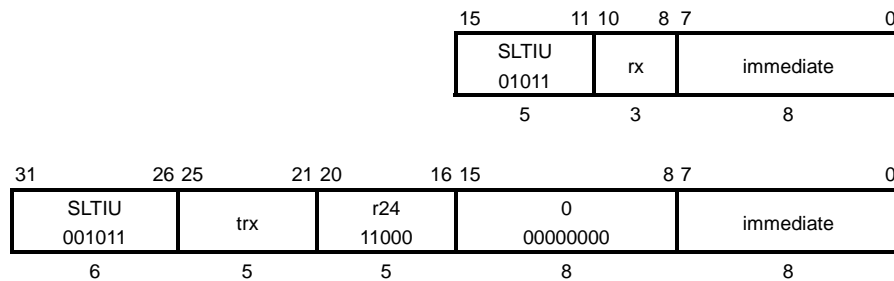 15 11 10 8 7 0
SLTIU
01011
rx
immediate
5 3 8
31 26 25 21 20 16 15 8 7 0
SLTIU
001011
trx
r24
11000
0
00000000
immediate
6 5 5 8 8